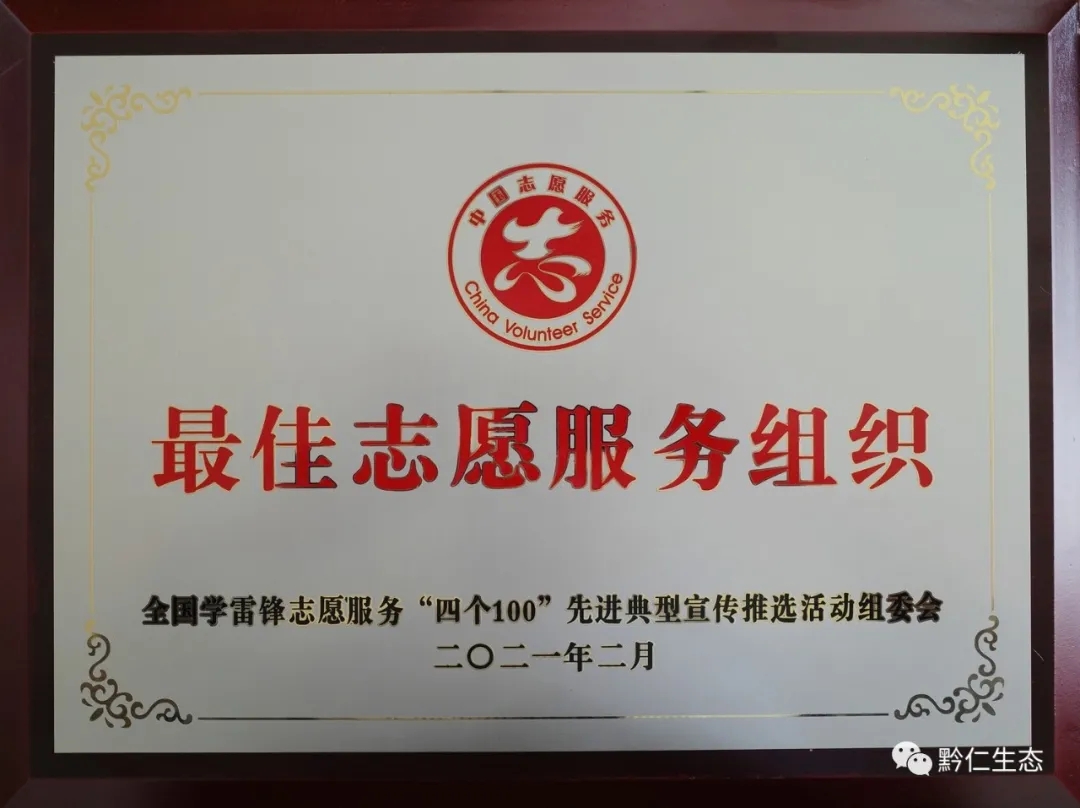 中国志愿服务
China Volunteer Service
最佳志愿服务组织
全国学雷锋志愿服务“四个100”先进典型宣传推选活动组委会
二〇二一年二月
黔仁生态